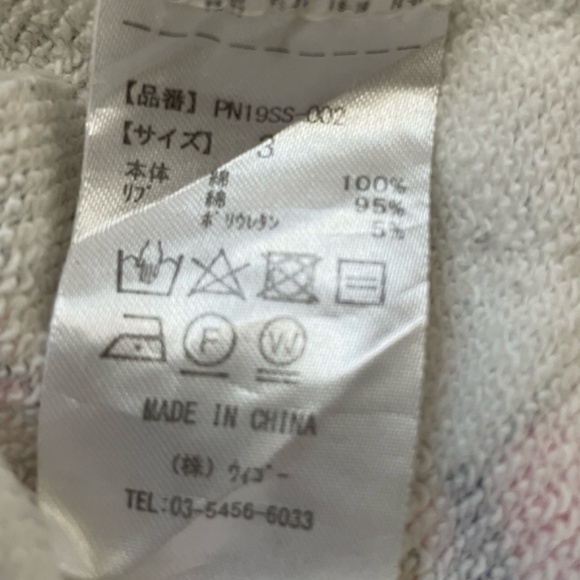 【品番】 PN19SS-002
【サイズ】 3
本体 綿 100%
リブ 綿 95%
ポリウレタン 5%
F W
MADE IN CHINA
(株) ウィゴー
TEL:03-5456-6033